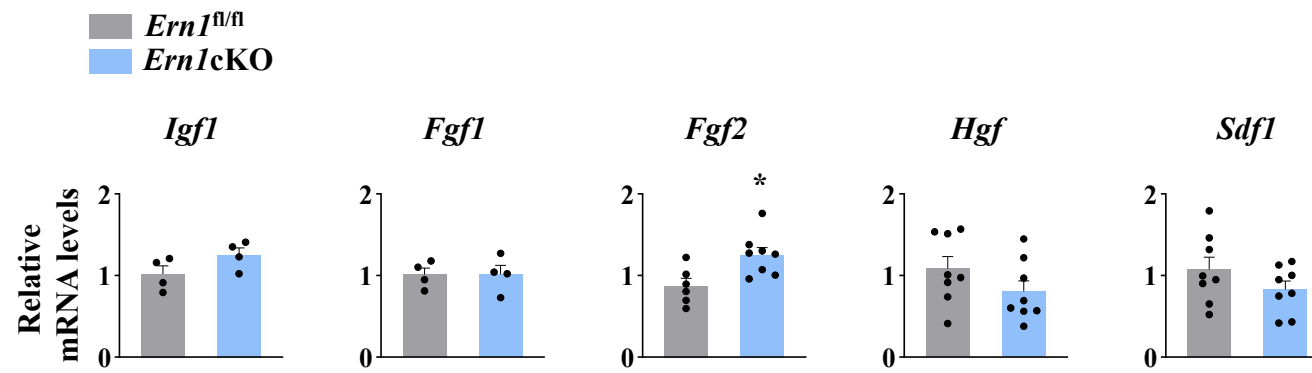 Ern1fl/fl
Ern1cKO
Igf1 Fgf1 Fgf2 Hgf Sdf1
Relative
mRNA levels
2 2 2 * 2 2
1 1 1 1 1
0 0 0 0 0